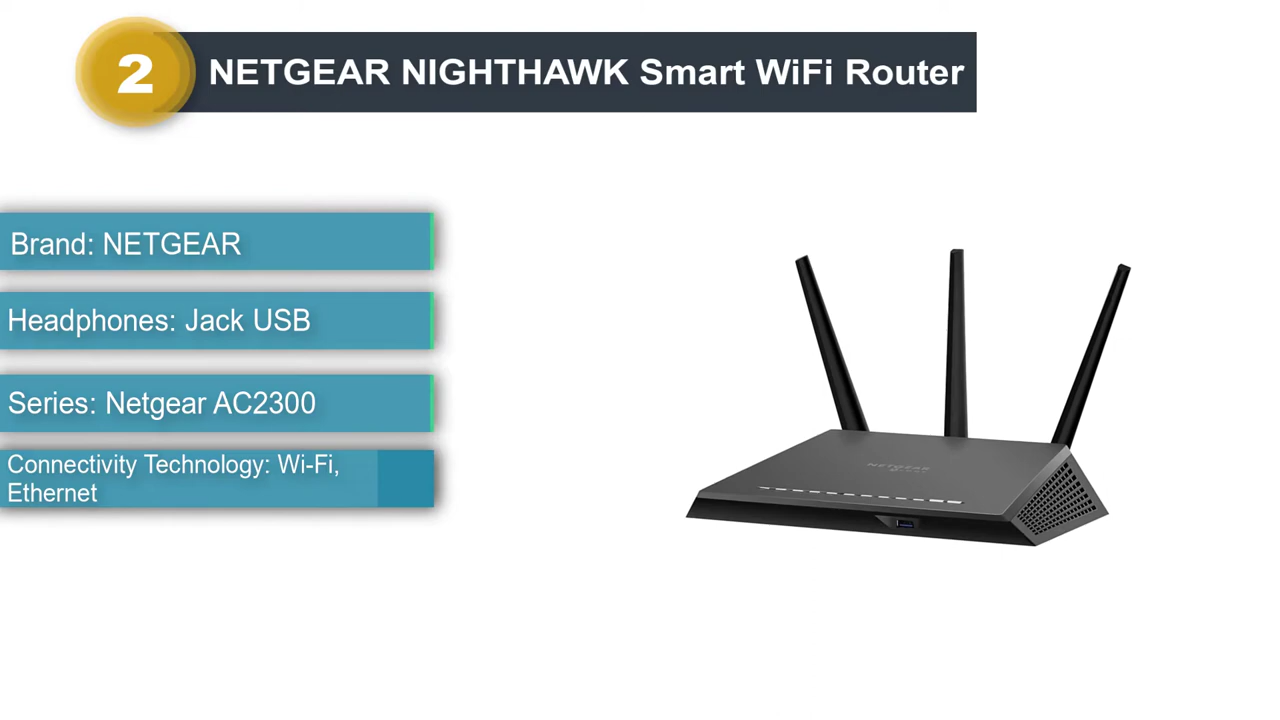 2
NETGEAR NIGHTHAWK Smart WiFi Router
Brand: NETGEAR
Headphones: Jack USB
Series: Netgear AC2300
Connectivity Technology: Wi-Fi,
Ethernet
NETGEAR